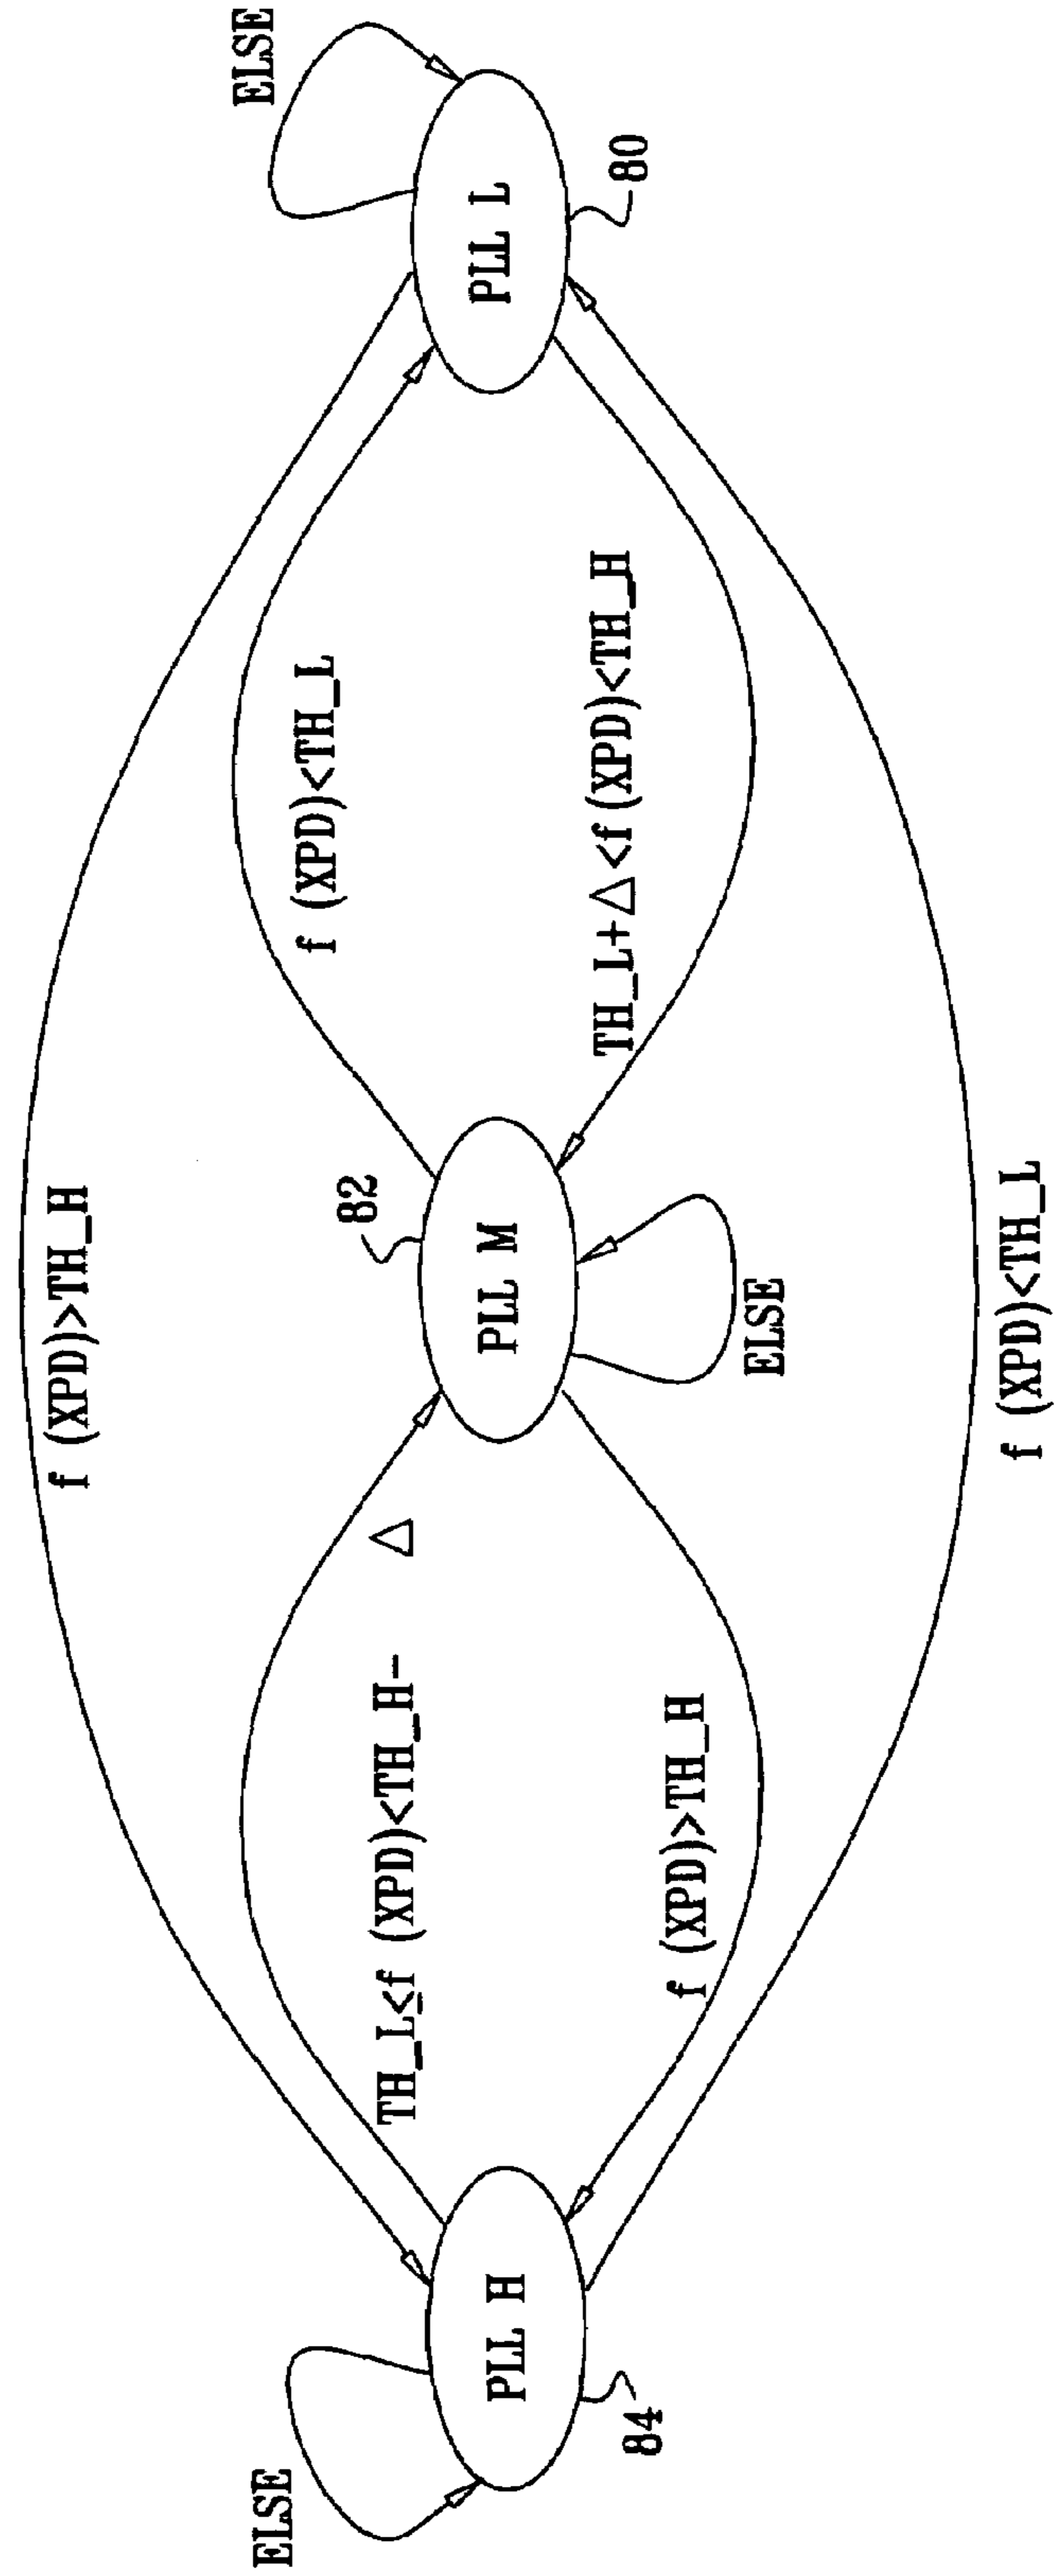 f (XPD)>TH_H
ELSE
ELSE
TH_L≤f (XPD)<TH_H-Δ
f (XPD)<TH_L
82
PLL H
PLL M
PLL L
84
80
f (XPD)>TH_H
TH_L+Δ<f (XPD)<TH_H
ELSE
f (XPD)<TH_L